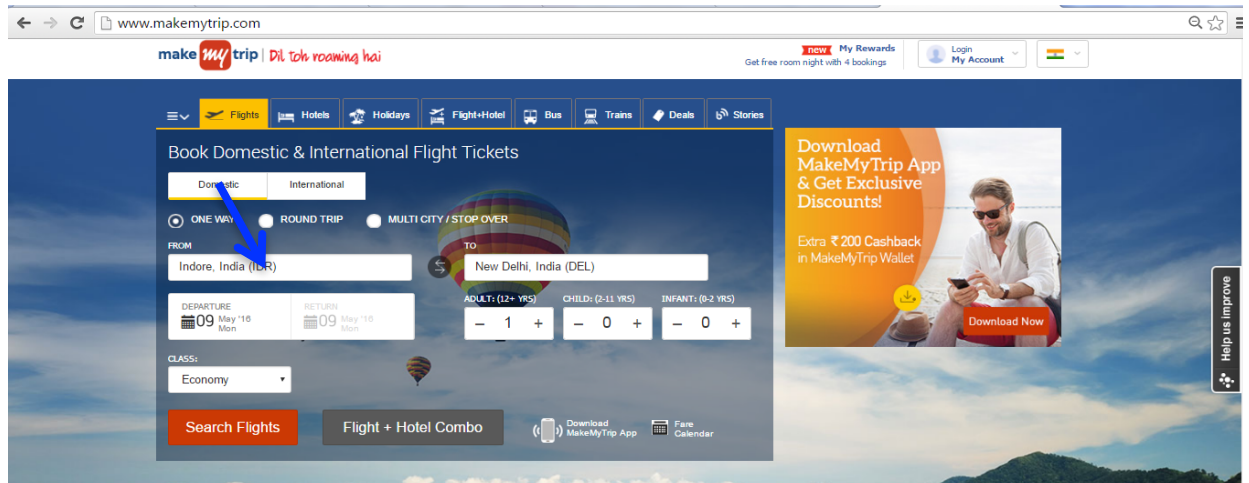 www.makemytrip.com
make my trip | Dil toh roaming hai
new My Rewards
Get free room night with 4 bookings
Login
My Account
Flights Hotels Holidays Flight+Hotel Bus Trains Deals Stories
Book Domestic & International Flight Tickets
Domestic International
ONE WAY ROUND TRIP MULTI CITY / STOP OVER
FROM TO
Indore, India (IDR) New Delhi, India (DEL)
DEPARTURE RETURN ADULT: (12+ YRS) CHILD: (2-11 YRS) INFANT: (0-2 YRS)
09 May '16 Mon 09 May '16 Mon – 1 + – 0 + – 0 +
CLASS:
Economy
Search Flights Flight + Hotel Combo Download MakeMyTrip App Fare Calendar
Download
MakeMyTrip App
& Get Exclusive
Discounts!
Extra ₹ 200 Cashback
in MakeMyTrip Wallet
Download Now
Help us improve